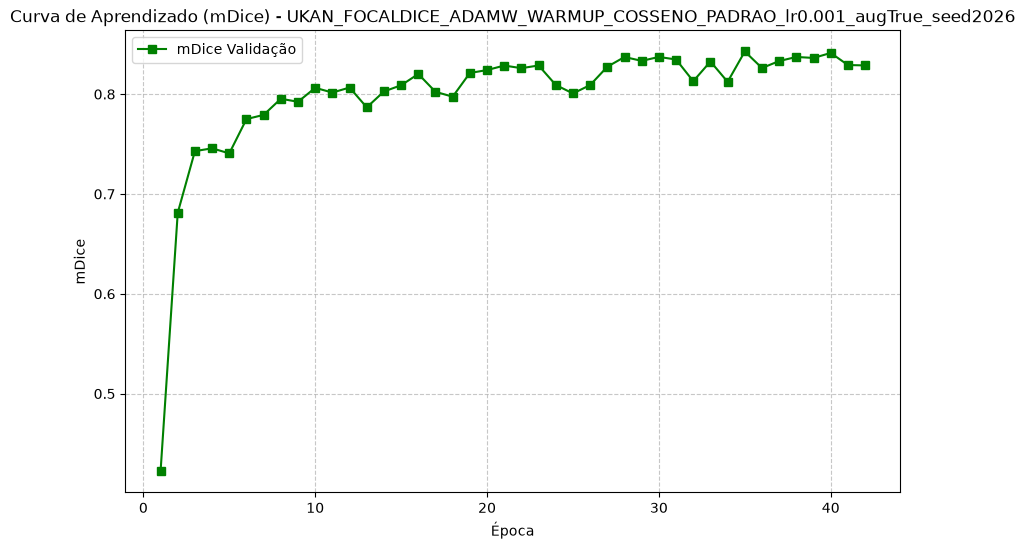 Curva de Aprendizado (mDice) - UKAN_FOCALDICE_ADAMW_WARMUP_COSSENO_PADRAO_lr0.001_augTrue_seed2026
mDice Validação
0.8
0.7
0.6
0.5
mDice
0 10 20 30 40
Época